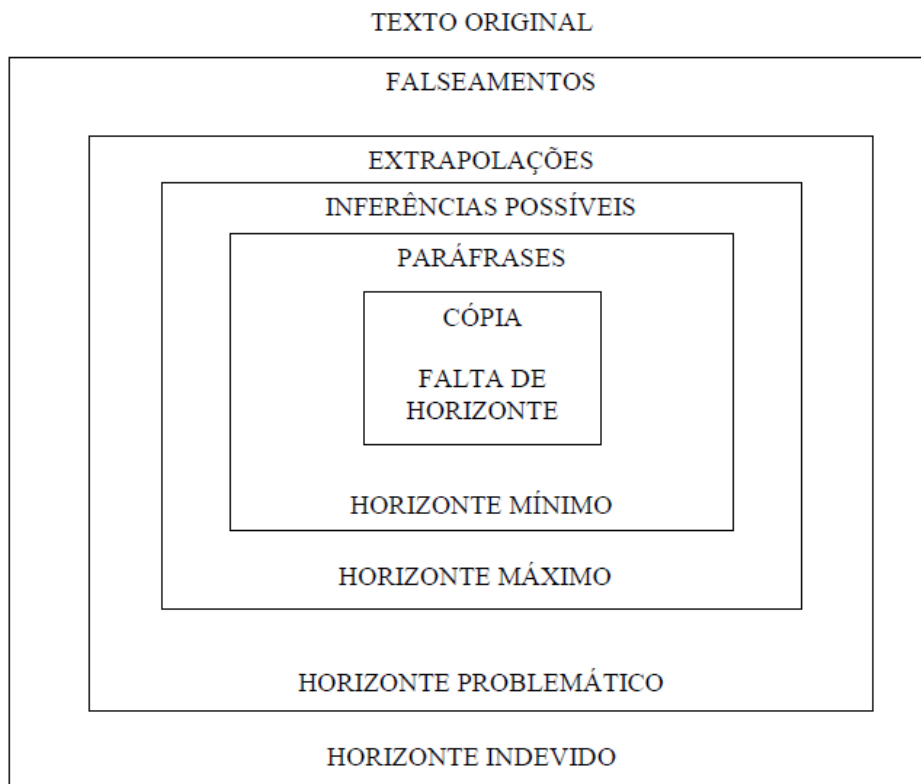 TEXTO ORIGINAL
FALSEAMENTOS
EXTRAPOLAÇÕES
INFERÊNCIAS POSSÍVEIS
PARÁFRASES
CÓPIA
FALTA DE
HORIZONTE
HORIZONTE MÍNIMO
HORIZONTE MÁXIMO
HORIZONTE PROBLEMÁTICO
HORIZONTE INDEVIDO